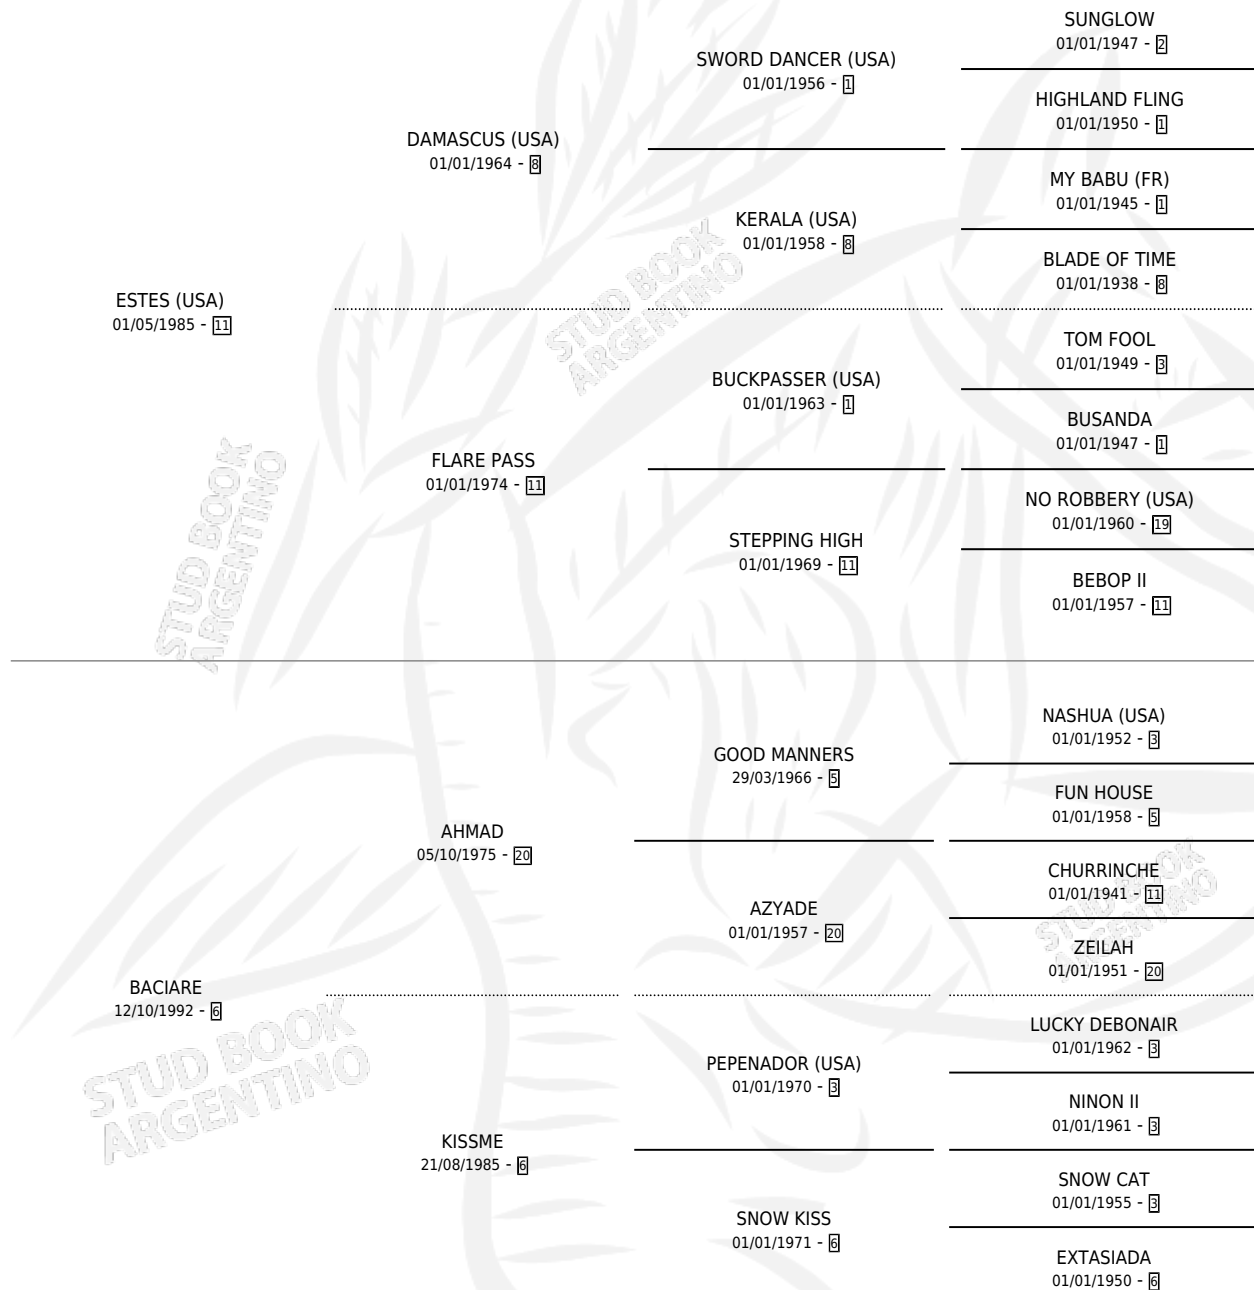 SUNGLOW
01/01/1947 - 2
SWORD DANCER (USA)
01/01/1956 - 1
HIGHLAND FLING
01/01/1950 - 1
DAMASCUS (USA)
01/01/1964 - 8
MY BABU (FR)
01/01/1945 - 1
KERALA (USA)
01/01/1958 - 8
BLADE OF TIME
01/01/1938 - 8
ESTES (USA)
01/05/1985 - 11
TOM FOOL
01/01/1949 - 3
BUCKPASSER (USA)
01/01/1963 - 1
BUSANDA
01/01/1947 - 1
FLARE PASS
01/01/1974 - 11
NO ROBBERY (USA)
01/01/1960 - 19
STEPPING HIGH
01/01/1969 - 11
BEBOP II
01/01/1957 - 11
NASHUA (USA)
01/01/1952 - 3
GOOD MANNERS
29/03/1966 - 5
FUN HOUSE
01/01/1958 - 5
AHMAD
05/10/1975 - 20
CHURRINCHE
01/01/1941 - 11
AZYADE
01/01/1957 - 20
ZEILAH
01/01/1951 - 20
BACIARE
12/10/1992 - 6
LUCKY DEBONAIR
01/01/1962 - 3
PEPENADOR (USA)
01/01/1970 - 3
NINON II
01/01/1961 - 3
KISSME
21/08/1985 - 6
SNOW CAT
01/01/1955 - 3
SNOW KISS
01/01/1971 - 6
EXTASIADA
01/01/1950 - 6
STUD BOOK
ARGENTINO
STUD BOOK
ARGENTINO
STUD BOOK
ARGENTINO
STUD BOOK
ARGENTINO